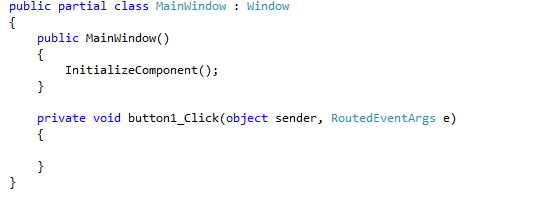 public partial class MainWindow : Window
{
    public MainWindow()
    {
        InitializeComponent();
    }

    private void button1_Click(object sender, RoutedEventArgs e)
    {

    }
}